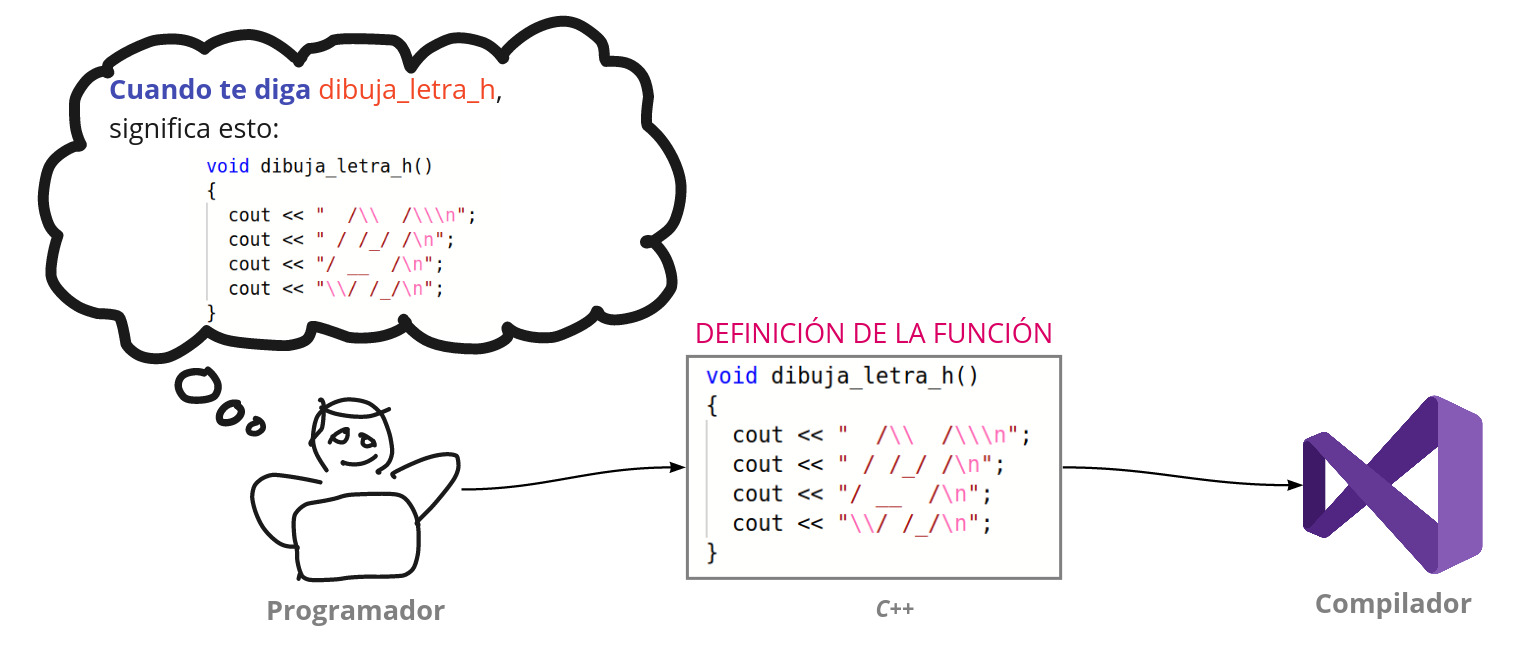 Cuando te diga dibuja_letra_h,
significa esto:
void dibuja_letra_h()
{
  cout << "  /\\  /\\\n";
  cout << " / /_/ /\n";
  cout << "/ __  /\n";
  cout << "\\/ /_/\n";
}
DEFINICIÓN DE LA FUNCIÓN
void dibuja_letra_h()
{
  cout << "  /\\  /\\\n";
  cout << " / /_/ /\n";
  cout << "/ __  /\n";
  cout << "\\/ /_/\n";
}
Programador
C++
Compilador